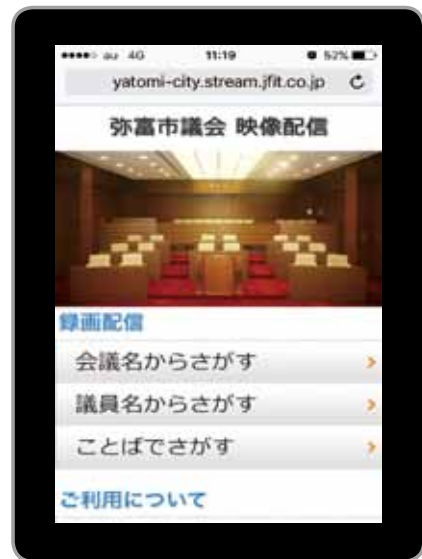 au 4G 11:19 52%
yatomi-city.stream.jfit.co.jp
弥富市議会 映像配信
録画配信
会議名からさがす
議員名からさがす
ことばでさがす
ご利用について